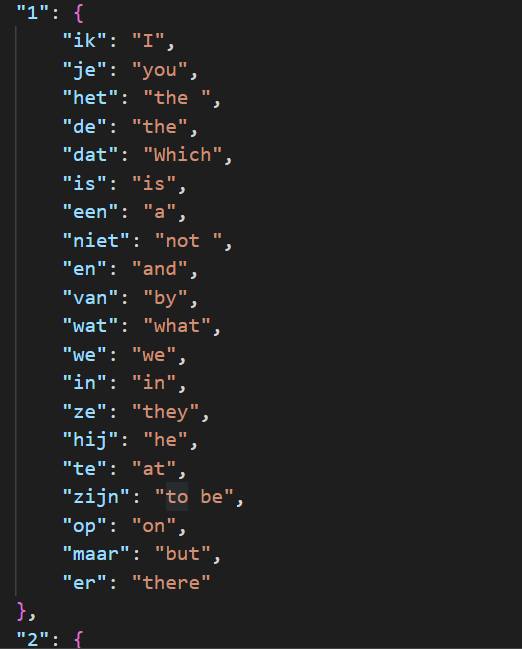 "1": {
"ik": "I",
"je": "you",
"het": "the ",
"de": "the",
"dat": "Which",
"is": "is",
"een": "a",
"niet": "not ",
"en": "and",
"van": "by",
"wat": "what",
"we": "we",
"in": "in",
"ze": "they",
"hij": "he",
"te": "at",
"zijn": "to be",
"op": "on",
"maar": "but",
"er": "there"
},
"2": {